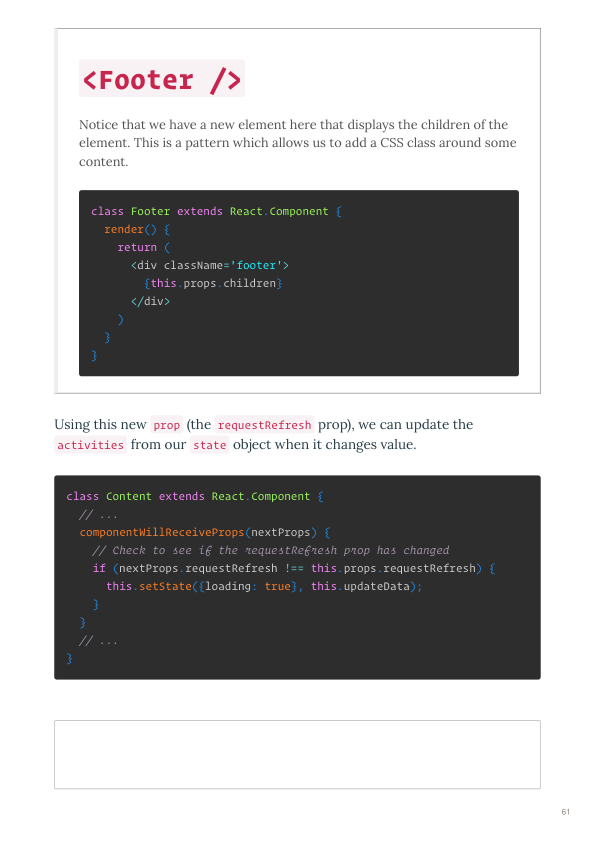 <Footer />
Notice that we have a new element here that displays the children of the
element. This is a pattern which allows us to add a CSS class around some
content.
class Footer extends React.Component {
  render() {
    return (
      <div className='footer'>
        {this.props.children}
      </div>
    )
  }
}
Using this new prop (the requestRefresh prop), we can update the
activities from our state object when it changes value.
class Content extends React.Component {
  // ...
  componentWillReceiveProps(nextProps) {
    // Check to see if the requestRefresh prop has changed
    if (nextProps.requestRefresh !== this.props.requestRefresh) {
      this.setState({loading: true}, this.updateData);
    }
  }
  // ...
}
61